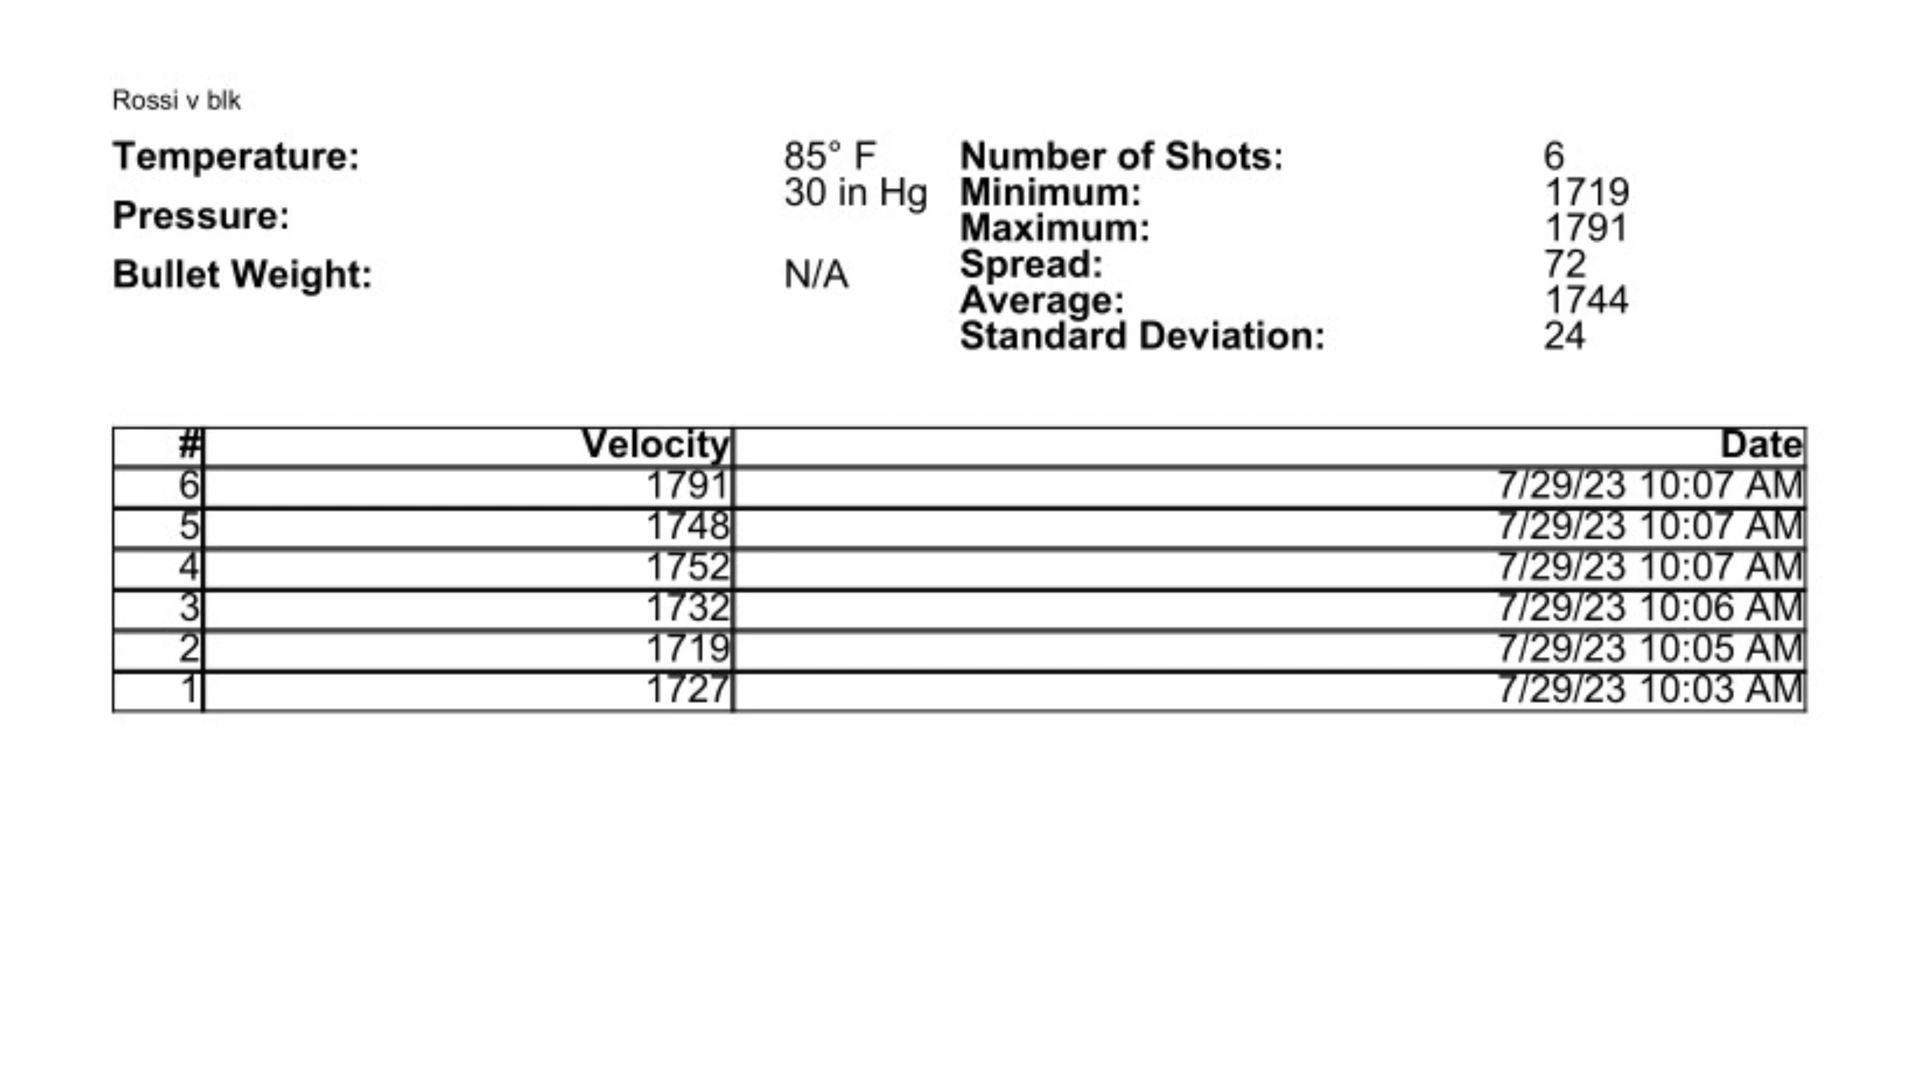 Rossi v blk
Temperature: 85° F
Pressure: 30 in Hg
Bullet Weight: N/A
Number of Shots: 6
Minimum: 1719
Maximum: 1791
Spread: 72
Average: 1744
Standard Deviation: 24
# Velocity Date
6 1791 7/29/23 10:07 AM
5 1748 7/29/23 10:07 AM
4 1752 7/29/23 10:07 AM
3 1732 7/29/23 10:06 AM
2 1719 7/29/23 10:05 AM
1 1727 7/29/23 10:03 AM